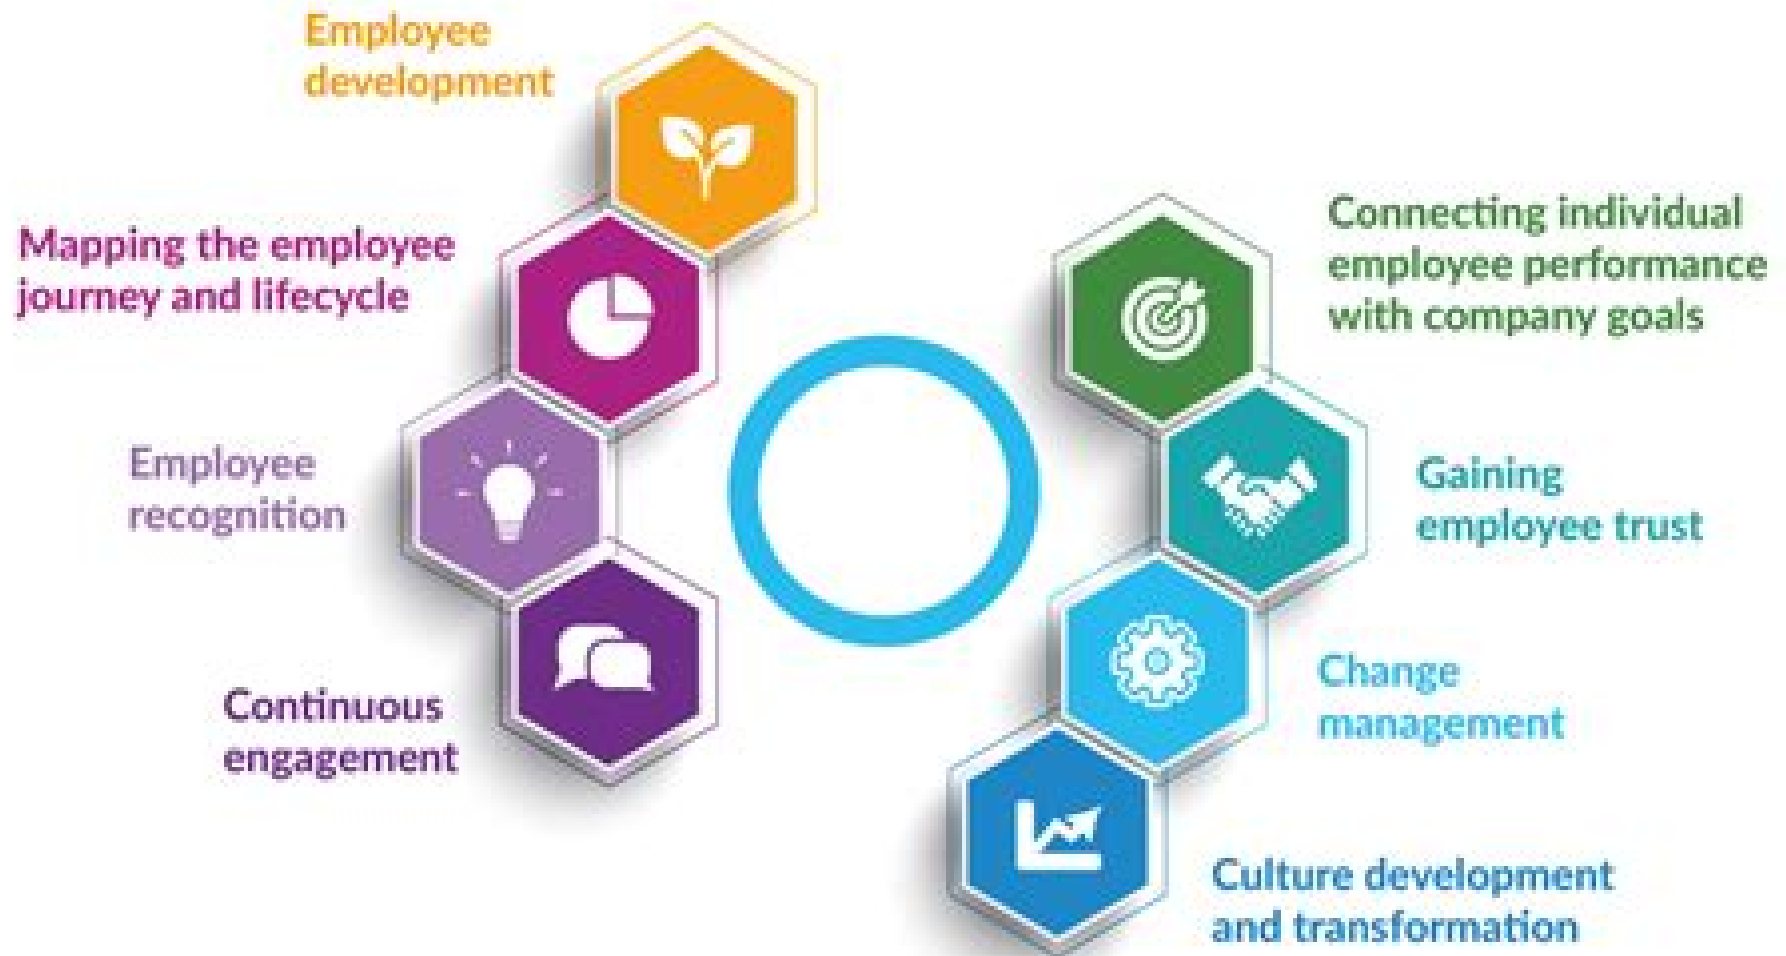 Employee
development
Mapping the employee
journey and lifecycle
Employee
recognition
Continuous
engagement
Connecting individual
employee performance
with company goals
Gaining
employee trust
Change
management
Culture development
and transformation